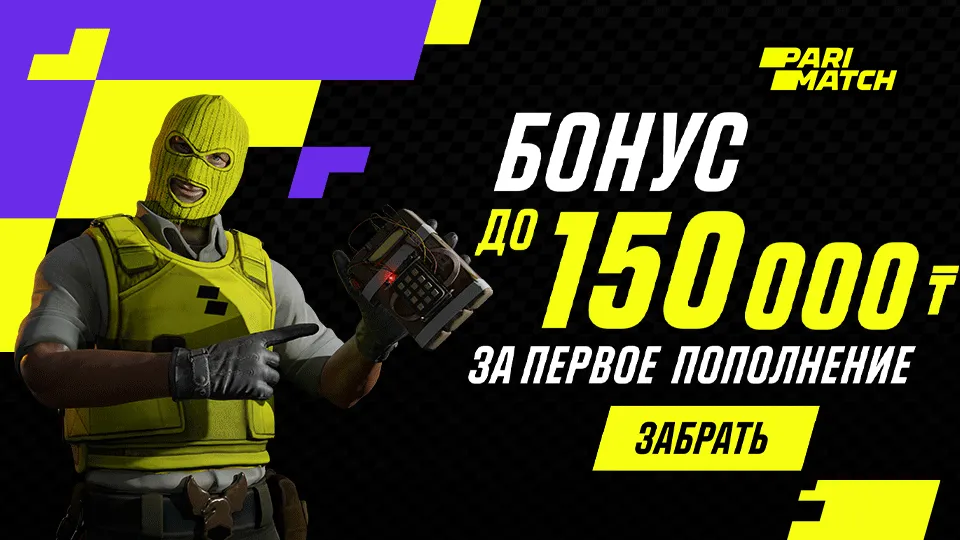 PARI
MATCH
БОНУС
ДО 150 000 ₸
ЗА ПЕРВОЕ ПОПОЛНЕНИЕ
ЗАБРАТЬ